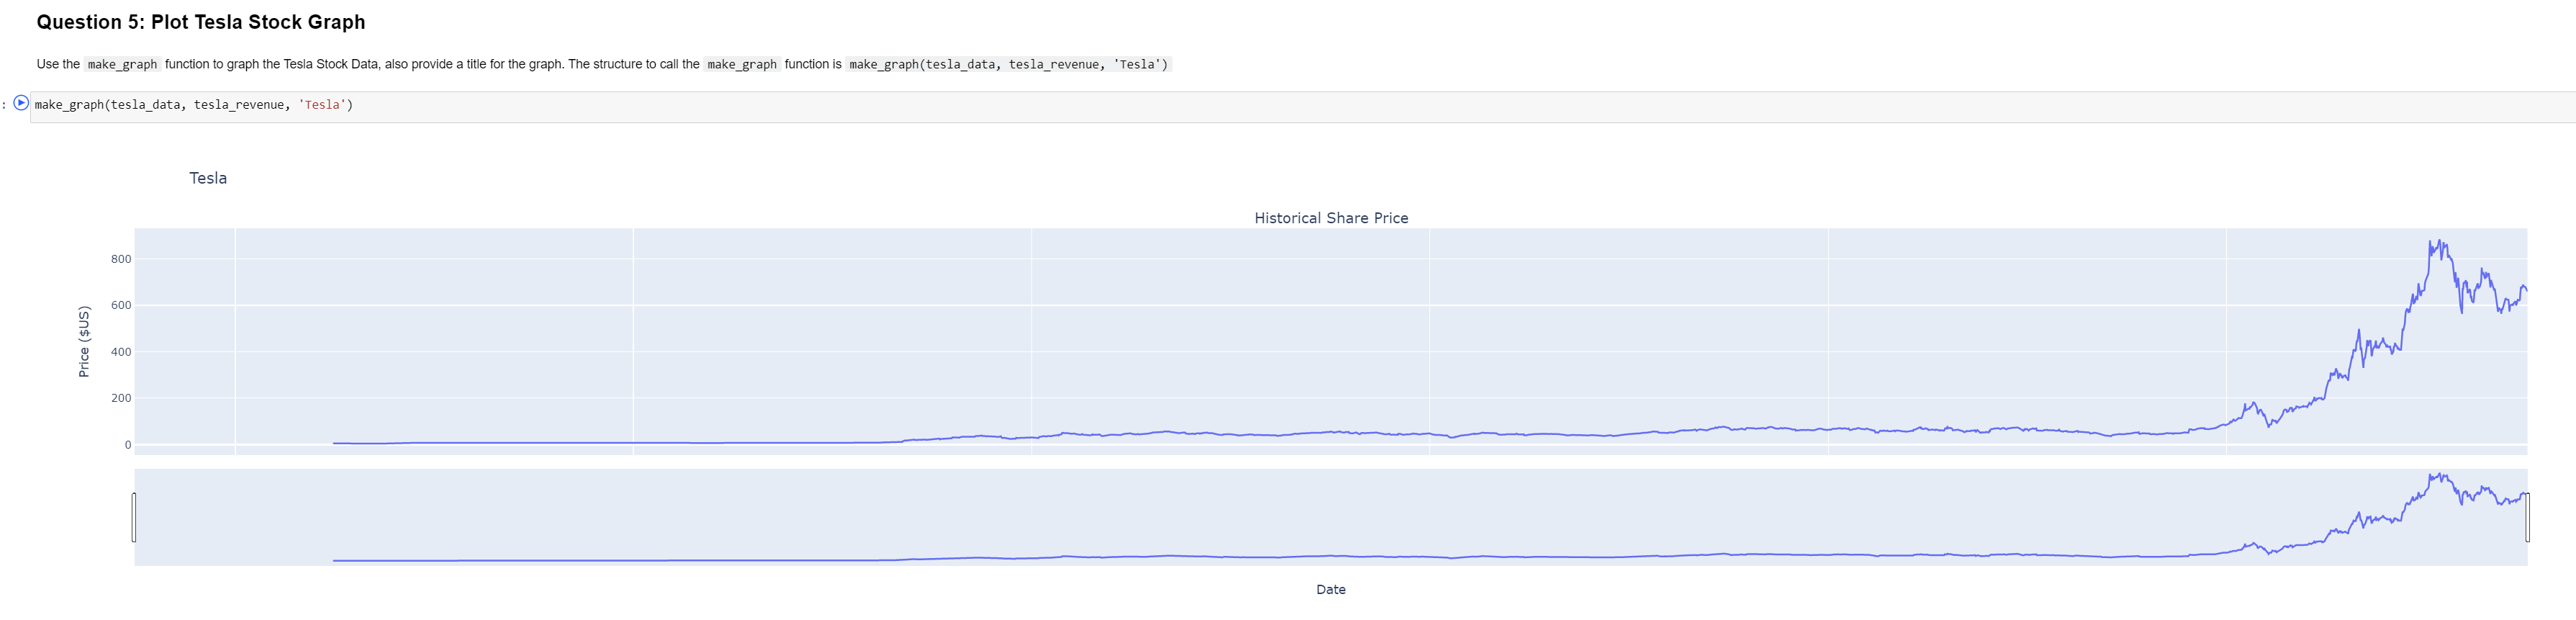 Question 5: Plot Tesla Stock Graph
Use the make_graph function to graph the Tesla Stock Data, also provide a title for the graph. The structure to call the make_graph function is make_graph(tesla_data, tesla_revenue, 'Tesla')
: make_graph(tesla_data, tesla_revenue, 'Tesla')
Tesla
Historical Share Price
Price ($US)
800
600
400
200
0
Date